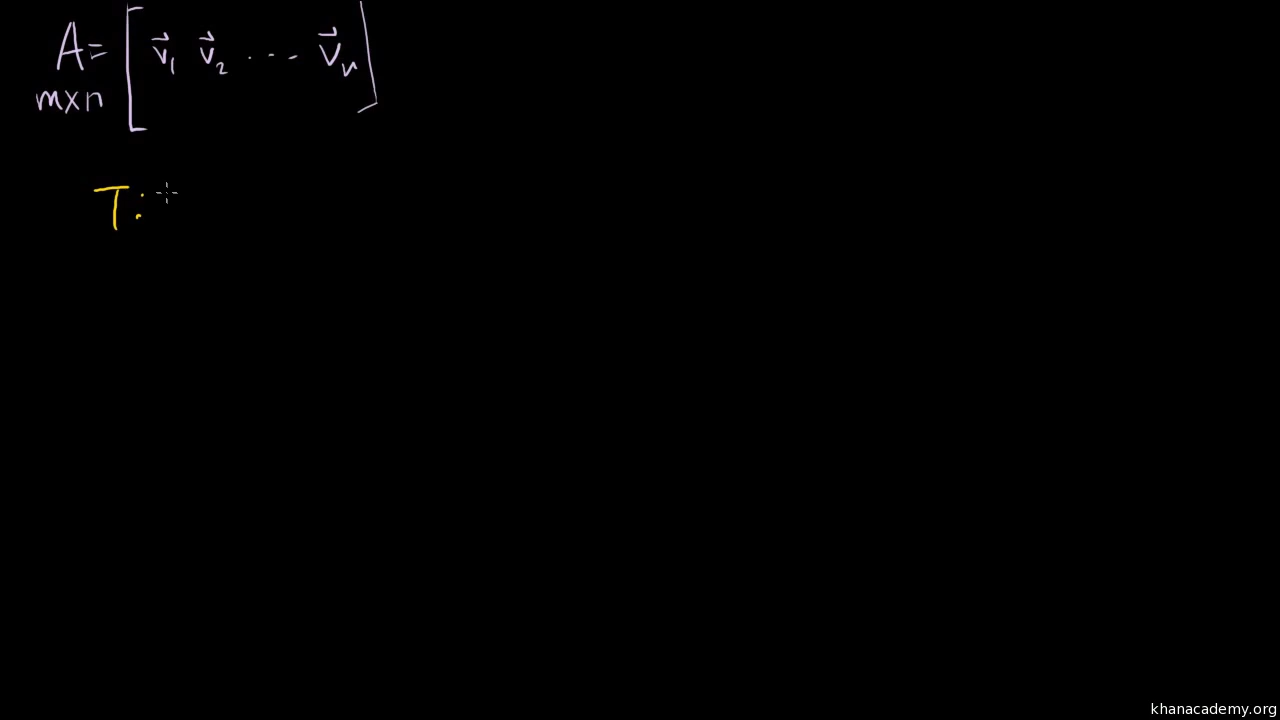 A = [ v⃗₁ v⃗₂ ... v⃗ₙ ]
m×n
T:
khanacademy.org